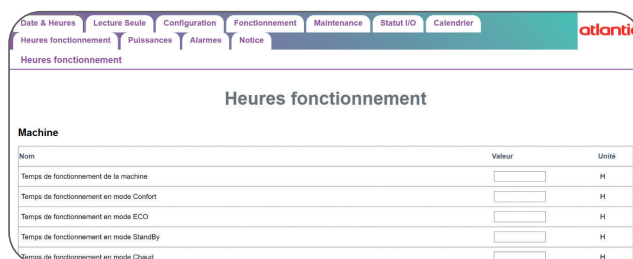 Date & Heures Lecture Seule Configuration Fonctionnement Maintenance Statut I/O Calendrier
atlantic
Heures fonctionnement Puissances Alarmes Notice
Heures fonctionnement
Heures fonctionnement
Machine
Nom Valeur Unité
Temps de fonctionnement de la machine H
Temps de fonctionnement en mode Confort H
Temps de fonctionnement en mode ECO H
Temps de fonctionnement en mode StandBy H
Temps de fonctionnement en mode Chaud H